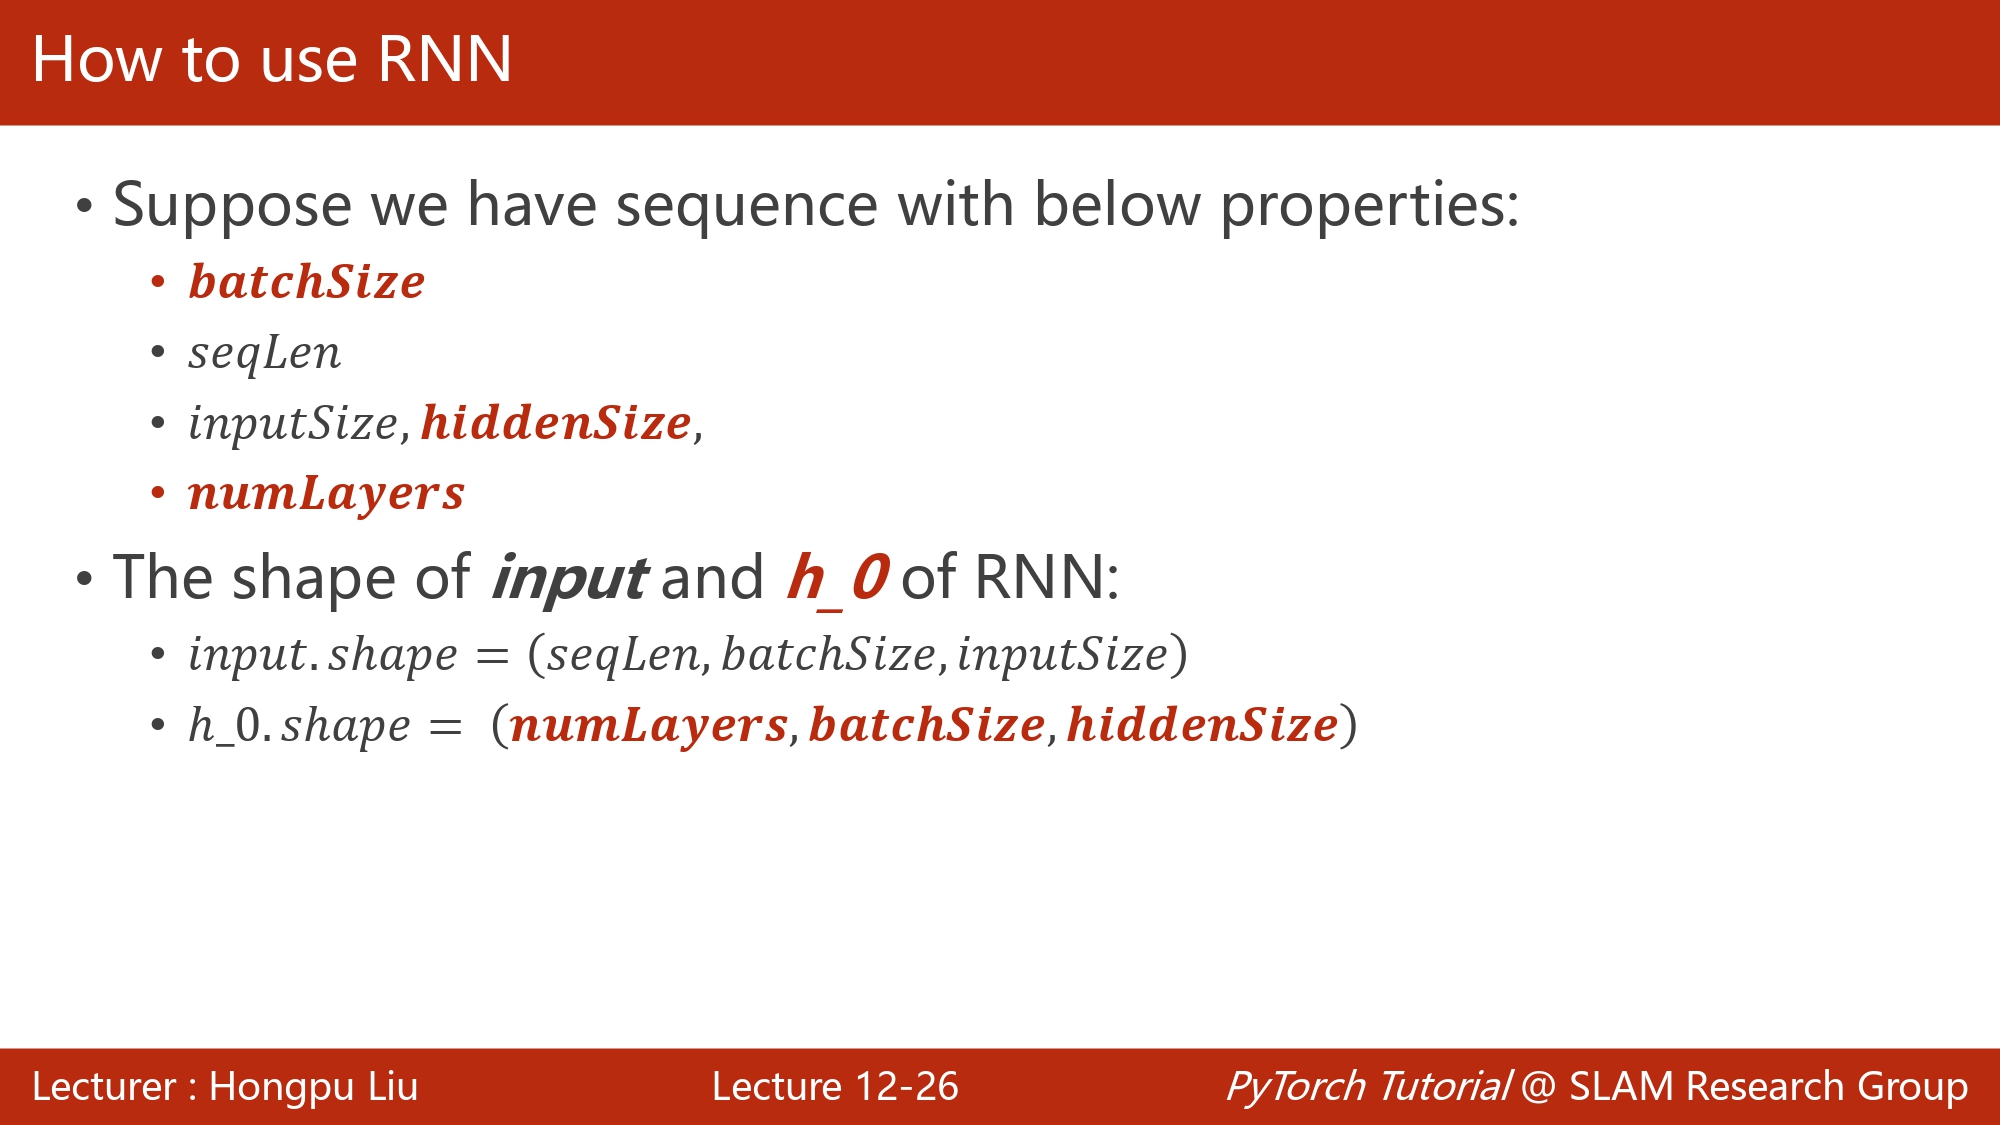 How to use RNN
• Suppose we have sequence with below properties:
• batchSize
• seqLen
• inputSize, hiddenSize,
• numLayers
• The shape of input and h_0 of RNN:
• input.shape = (seqLen, batchSize, inputSize)
• h_0.shape = (numLayers, batchSize, hiddenSize)
Lecturer : Hongpu Liu
Lecture 12-26
PyTorch Tutorial @ SLAM Research Group